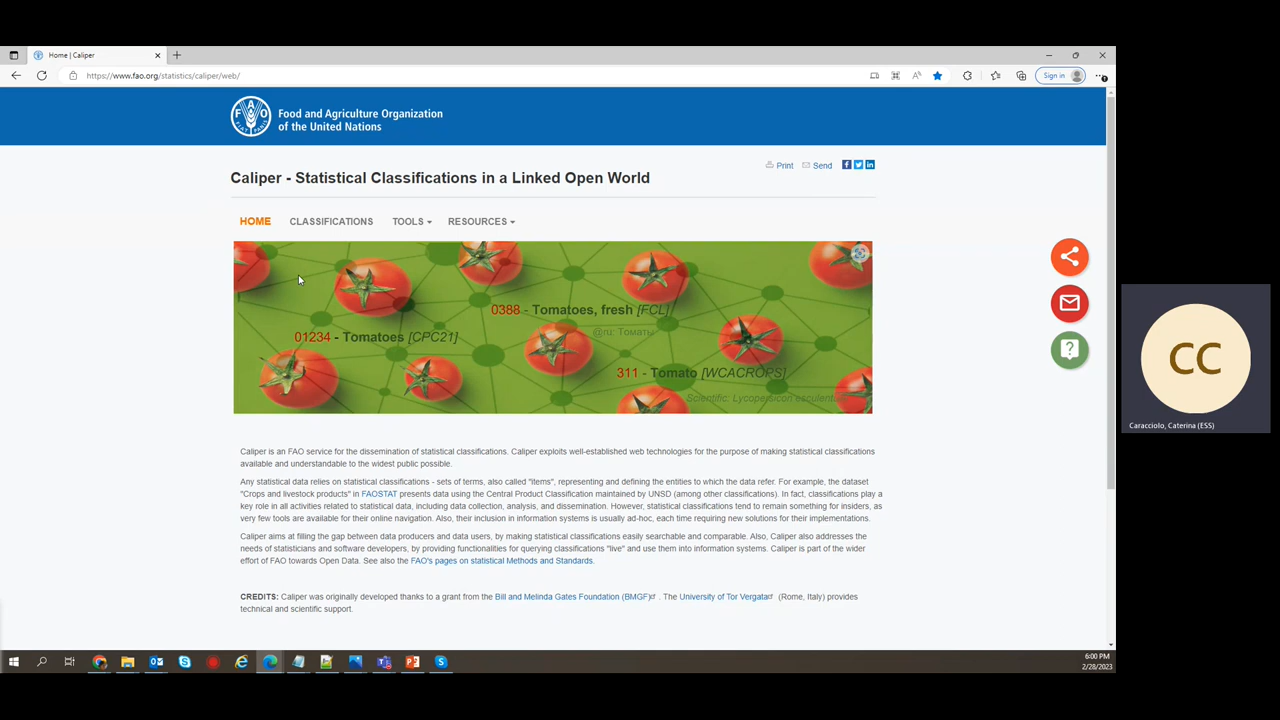 Home | Caliper
https://www.fao.org/statistics/caliper/web/
Sign in
FAO
FIAT PANIS
Food and Agriculture Organization
of the United Nations
Print Send
Caliper - Statistical Classifications in a Linked Open World
HOME CLASSIFICATIONS TOOLS RESOURCES
0388 - Tomatoes, fresh [FCL]
@ru: Томаты
01234 - Tomatoes [CPC21]
311 - Tomato [WCACROPS]
Scientific: Lycopersicon esculentum
Caliper is an FAO service for the dissemination of statistical classifications. Caliper exploits well-established web technologies for the purpose of making statistical classifications
available and understandable to the widest public possible.
Any statistical data relies on statistical classifications - sets of terms, also called "items", representing and defining the entities to which the data refer. For example, the dataset
"Crops and livestock products" in FAOSTAT presents data using the Central Product Classification maintained by UNSD (among other classifications). In fact, classifications play a
key role in all activities related to statistical data, including data collection, analysis, and dissemination. However, statistical classifications tend to remain something for insiders, as
very few tools are available for their online navigation. Also, their inclusion in information systems is usually ad-hoc, each time requiring new solutions for their implementations.
Caliper aims at filling the gap between data producers and data users, by making statistical classifications easily searchable and comparable. Also, Caliper also addresses the
needs of statisticians and software developers, by providing functionalities for querying classifications "live" and use them into information systems. Caliper is part of the wider
effort of FAO towards Open Data. See also the FAO's pages on statistical Methods and Standards.
CREDITS: Caliper was originally developed thanks to a grant from the Bill and Melinda Gates Foundation (BMGF) . The University of Tor Vergata (Rome, Italy) provides
technical and scientific support.
CC
Caracciolo, Caterina (ESS)
6:00 PM
2/28/2023